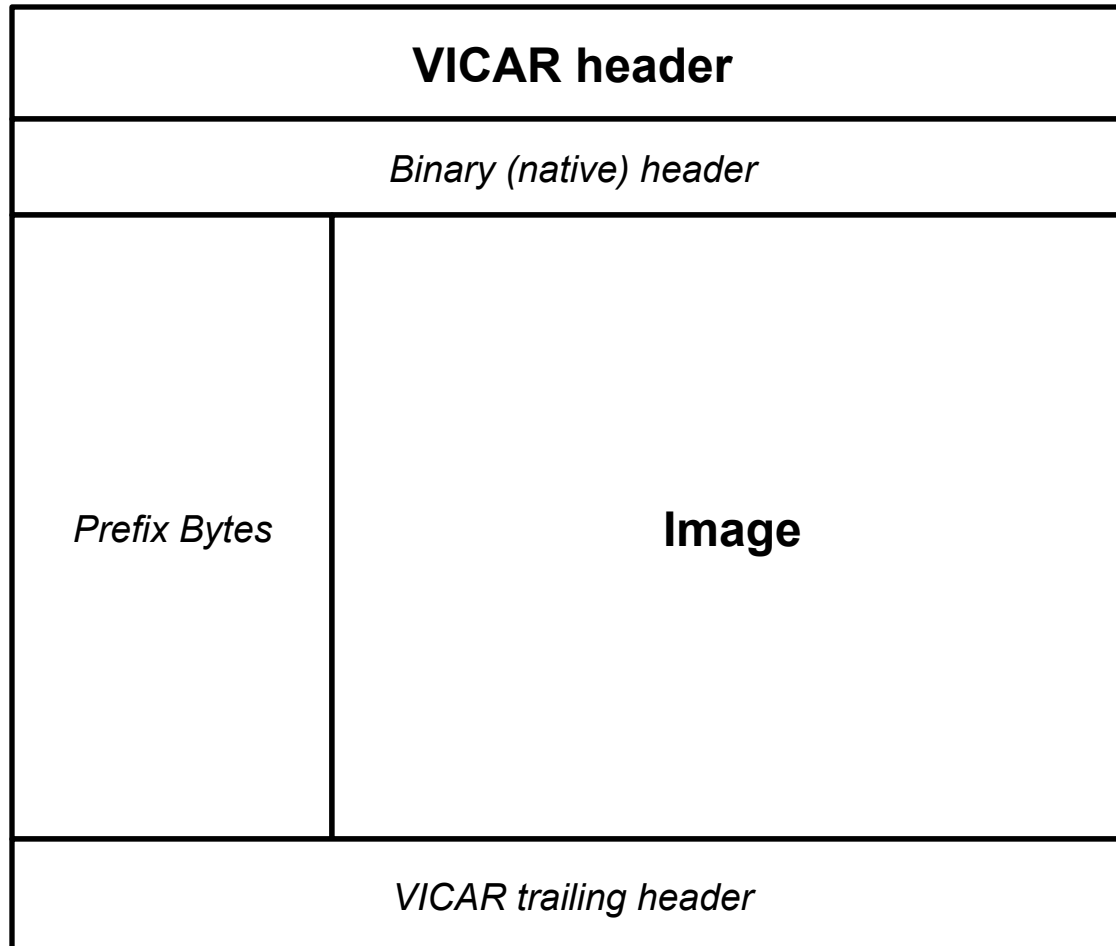 VICAR header
Binary (native) header
Prefix Bytes
Image
VICAR trailing header